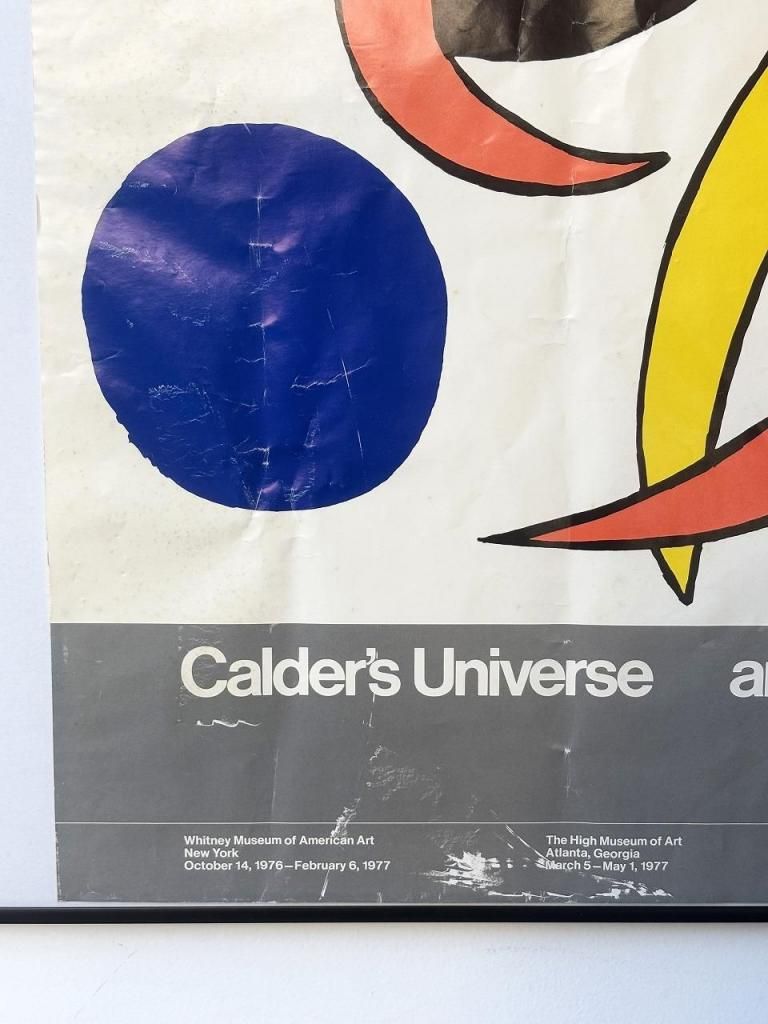 Calder's Universe
Whitney Museum of American Art
New York
October 14, 1976—February 6, 1977
The High Museum of Art
Atlanta, Georgia
March 5—May 1, 1977